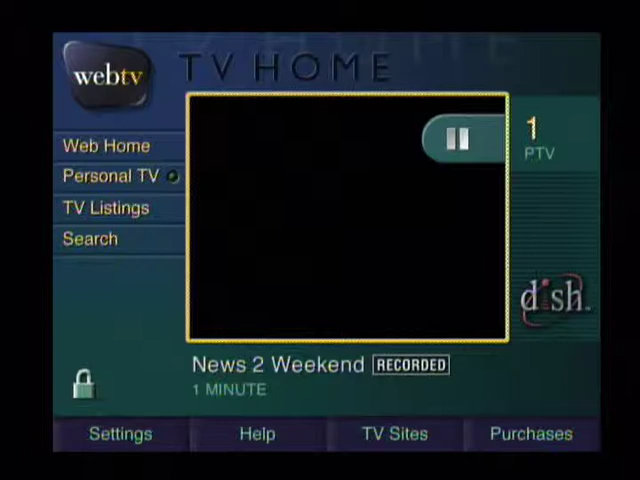 webtv
TV HOME
1
PTV
Web Home
Personal TV
TV Listings
Search
dish
News 2 Weekend RECORDED
1 MINUTE
Settings Help TV Sites Purchases